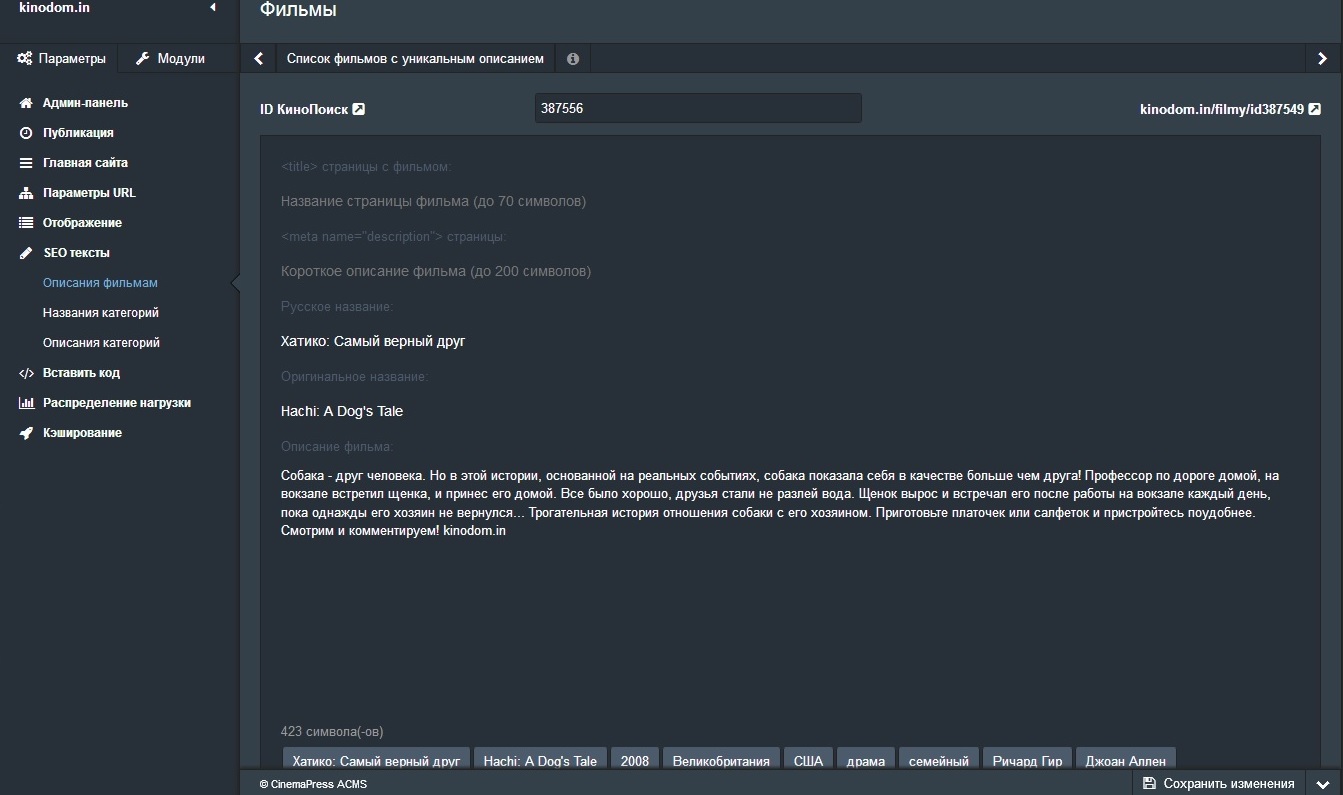 kinodom.in
Фильмы
Параметры
Модули
Список фильмов с уникальным описанием
Админ-панель
Публикация
Главная сайта
Параметры URL
Отображение
SEO тексты
Описания фильмам
Названия категорий
Описания категорий
Вставить код
Распределение нагрузки
Кэширование
ID КиноПоиск
387556
kinodom.in/filmy/id387549
<title> страницы с фильмом:
Название страницы фильма (до 70 символов)
<meta name="description"> страницы:
Короткое описание фильма (до 200 символов)
Русское название:
Хатико: Самый верный друг
Оригинальное название:
Hachi: A Dog's Tale
Описание фильма:
Собака - друг человека. Но в этой истории, основанной на реальных событиях, собака показала себя в качестве больше чем друга! Профессор по дороге домой, на
вокзале встретил щенка, и принес его домой. Все было хорошо, друзья стали не разлей вода. Щенок вырос и встречал его после работы на вокзале каждый день,
пока однажды его хозяин не вернулся... Трогательная история отношения собаки с его хозяином. Приготовьте платочек или салфеток и пристройтесь поудобнее.
Смотрим и комментируем! kinodom.in
423 символа(-ов)
Хатико: Самый верный друг
Hachi: A Dog's Tale
2008
Великобритания
США
драма
семейный
Ричард Гир
Джоан Аллен
© CinemaPress ACMS
Сохранить изменения